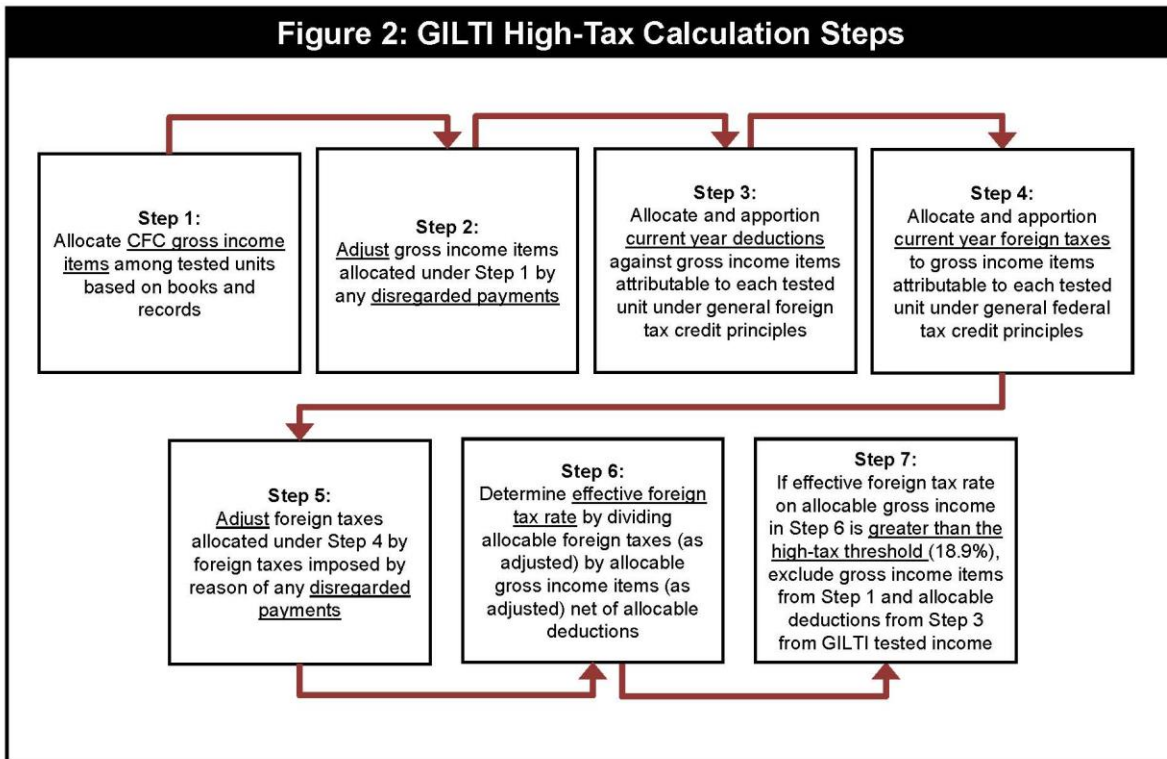 Figure 2: GILTI High-Tax Calculation Steps
Step 1:
Allocate CFC gross income
items among tested units
based on books and
records
Step 2:
Adjust gross income items
allocated under Step 1 by
any disregarded payments
Step 3:
Allocate and apportion
current year deductions
against gross income items
attributable to each tested
unit under general foreign
tax credit principles
Step 4:
Allocate and apportion
current year foreign taxes
to gross income items
attributable to each tested
unit under general federal
tax credit principles
Step 5:
Adjust foreign taxes
allocated under Step 4 by
foreign taxes imposed by
reason of any disregarded
payments
Step 6:
Determine effective foreign
tax rate by dividing
allocable foreign taxes (as
adjusted) by allocable
gross income items (as
adjusted) net of allocable
deductions
Step 7:
If effective foreign tax rate
on allocable gross income
in Step 6 is greater than the
high-tax threshold (18.9%),
exclude gross income items
from Step 1 and allocable
deductions from Step 3
from GILTI tested income